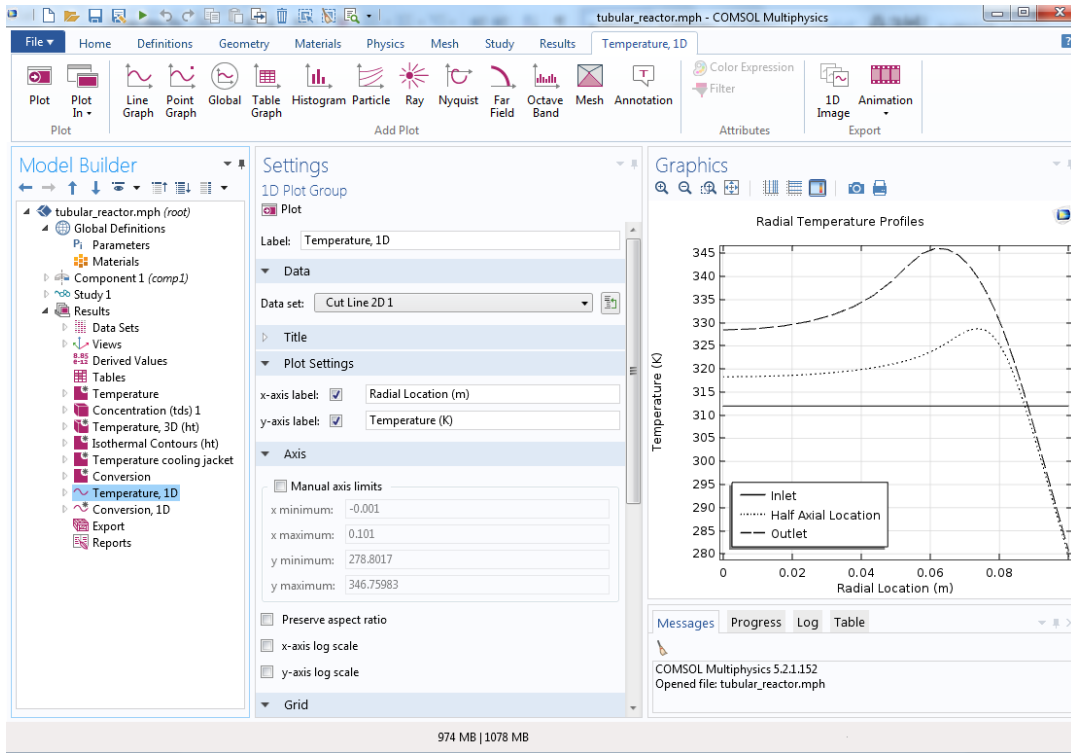 tubular_reactor.mph - COMSOL Multiphysics
File Home Definitions Geometry Materials Physics Mesh Study Results Temperature, 1D
Plot Plot In Line Graph Point Graph Global Table Graph Histogram Particle Ray Nyquist Far Field Octave Band Mesh Annotation Color Expression Filter 1D Image Animation
Plot Add Plot Attributes Export
Model Builder
tubular_reactor.mph (root)
Global Definitions
Pi Parameters
Materials
Component 1 (comp1)
Study 1
Results
Data Sets
Views
8.85 e-12 Derived Values
Tables
Temperature
Concentration (tds) 1
Temperature, 3D (ht)
Isothermal Contours (ht)
Temperature cooling jacket
Conversion
Temperature, 1D
Conversion, 1D
Export
Reports
Settings
1D Plot Group
Plot
Label: Temperature, 1D
Data
Data set: Cut Line 2D 1
Title
Plot Settings
x-axis label: Radial Location (m)
y-axis label: Temperature (K)
Axis
Manual axis limits
x minimum: -0.001
x maximum: 0.101
y minimum: 278.8017
y maximum: 346.75983
Preserve aspect ratio
x-axis log scale
y-axis log scale
Grid
Graphics
Radial Temperature Profiles
345
340
335
330
325
320
315
310
305
300
295
290
285
280
Temperature (K)
Inlet
Half Axial Location
Outlet
0 0.02 0.04 0.06 0.08
Radial Location (m)
Messages Progress Log Table
COMSOL Multiphysics 5.2.1.152
Opened file: tubular_reactor.mph
974 MB | 1078 MB